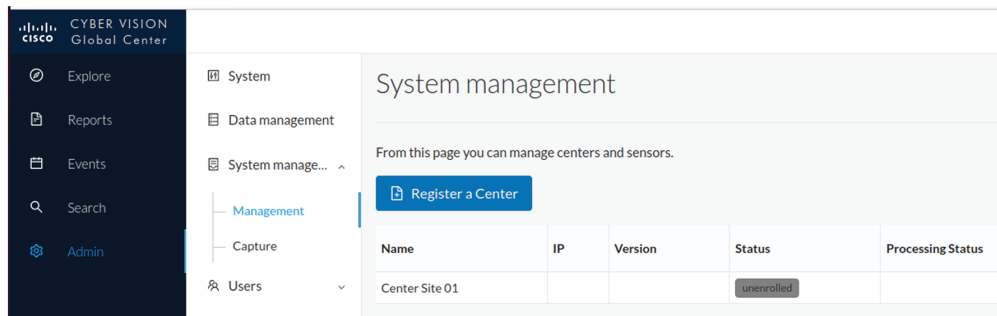 CYBER VISION
CISCO Global Center
Explore
Reports
Events
Search
Admin
System
Data management
System manage...
Management
Capture
Users
System management
From this page you can manage centers and sensors.
Register a Center
Name IP Version Status Processing Status
Center Site 01 unenrolled